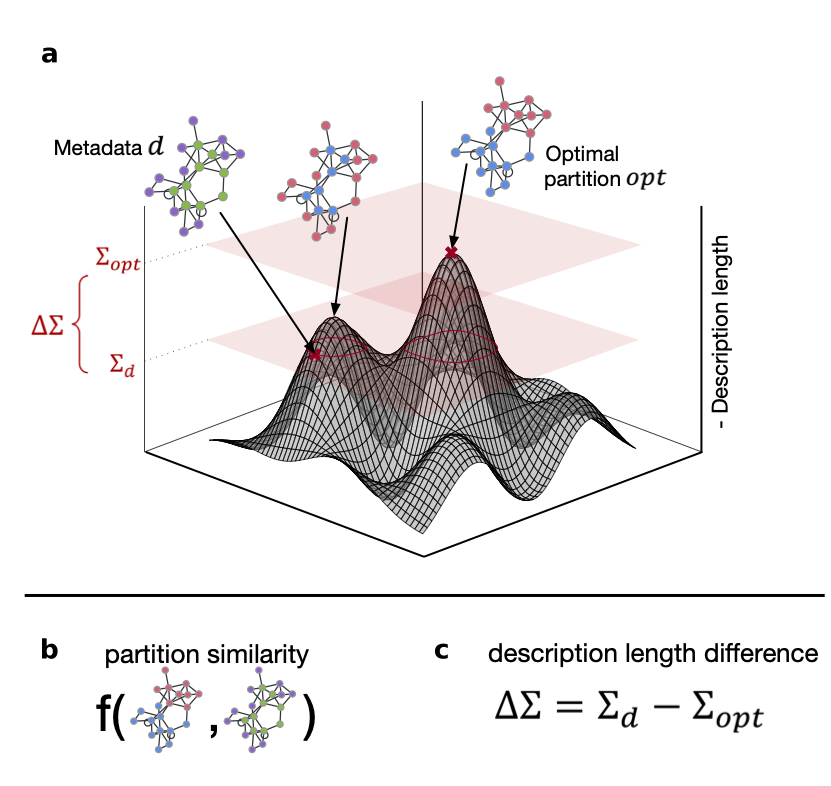 a
Metadata d
Optimal
partition opt
Σopt
ΔΣ
Σd
- Description length
b
partition similarity
f( , )
c
description length difference
ΔΣ = Σd − Σopt